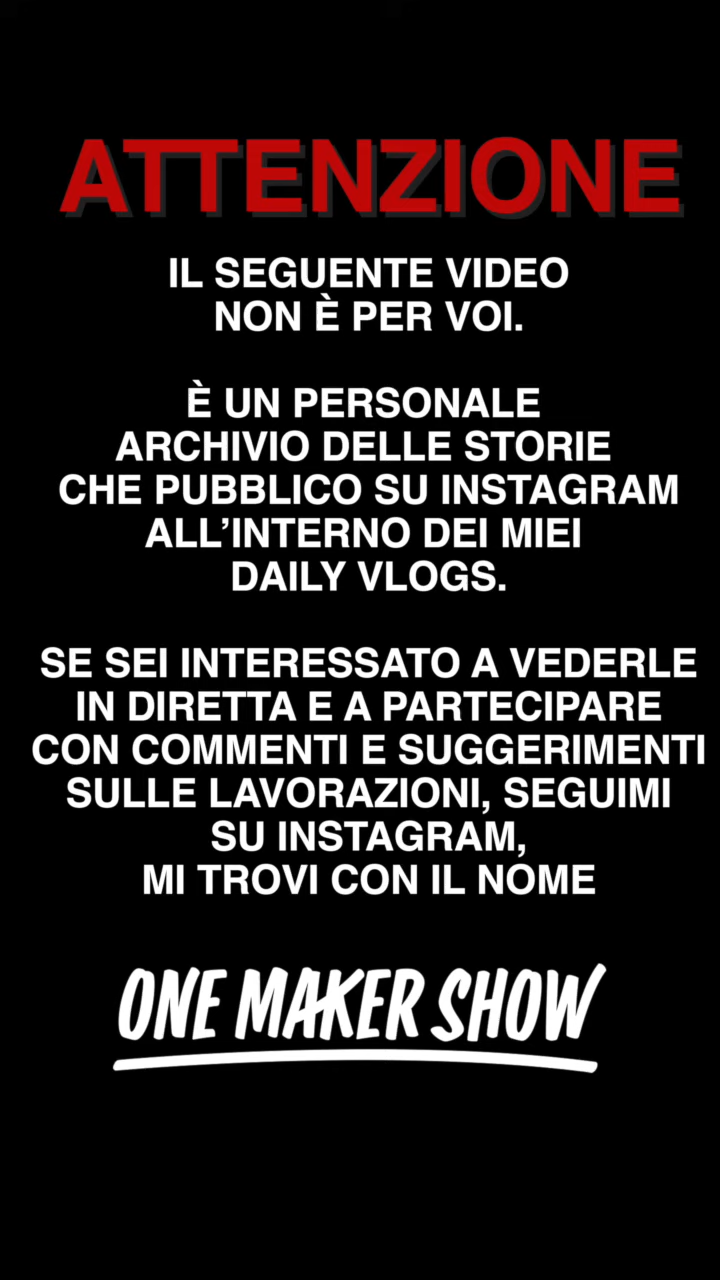 ATTENZIONE
IL SEGUENTE VIDEO
NON È PER VOI.
È UN PERSONALE
ARCHIVIO DELLE STORIE
CHE PUBBLICO SU INSTAGRAM
ALL’INTERNO DEI MIEI
DAILY VLOGS.
SE SEI INTERESSATO A VEDERLE
IN DIRETTA E A PARTECIPARE
CON COMMENTI E SUGGERIMENTI
SULLE LAVORAZIONI, SEGUIMI
SU INSTAGRAM,
MI TROVI CON IL NOME
ONE MAKER SHOW